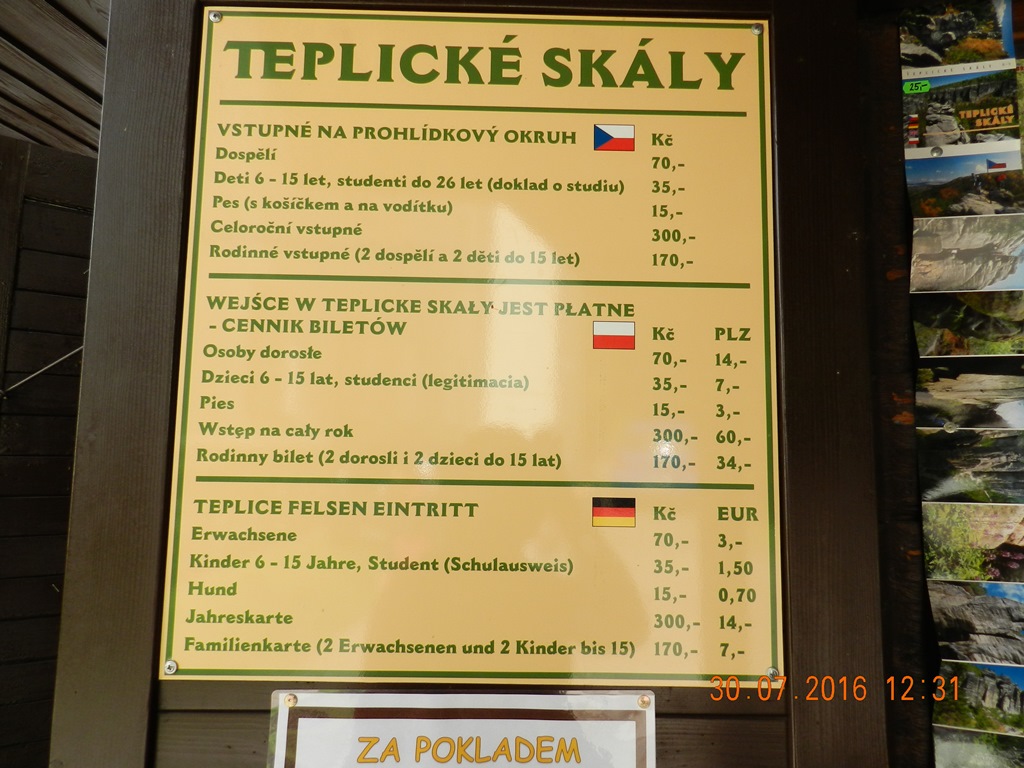 TEPLICKÉ SKÁLY
VSTUPNÉ NA PROHLÍDKOVÝ OKRUH Kč
Dospělí 70,-
Deti 6 - 15 let, studenti do 26 let (doklad o studiu) 35,-
Pes (s košíčkem a na vodítku) 15,-
Celoroční vstupné 300,-
Rodinné vstupné (2 dospělí a 2 děti do 15 let) 170,-
WEJŚCE W TEPLICKE SKAŁY JEST PŁATNE
- CENNIK BILETÓW Kč PLZ
Osoby dorosłe 70,- 14,-
Dzieci 6 - 15 lat, studenci (legitimacia) 35,- 7,-
Pies 15,- 3,-
Wstęp na cały rok 300,- 60,-
Rodinny bilet (2 dorosli i 2 dzieci do 15 lat) 170,- 34,-
TEPLICE FELSEN EINTRITT Kč EUR
Erwachsene 70,- 3,-
Kinder 6 - 15 Jahre, Student (Schulausweis) 35,- 1,50
Hund 15,- 0,70
Jahreskarte 300,- 14,-
Familienkarte (2 Erwachsenen und 2 Kinder bis 15) 170,- 7,-
ZA POKLADEM
25,-
TEPLICKÉ
SKÁLY
30.07.2016 12:31